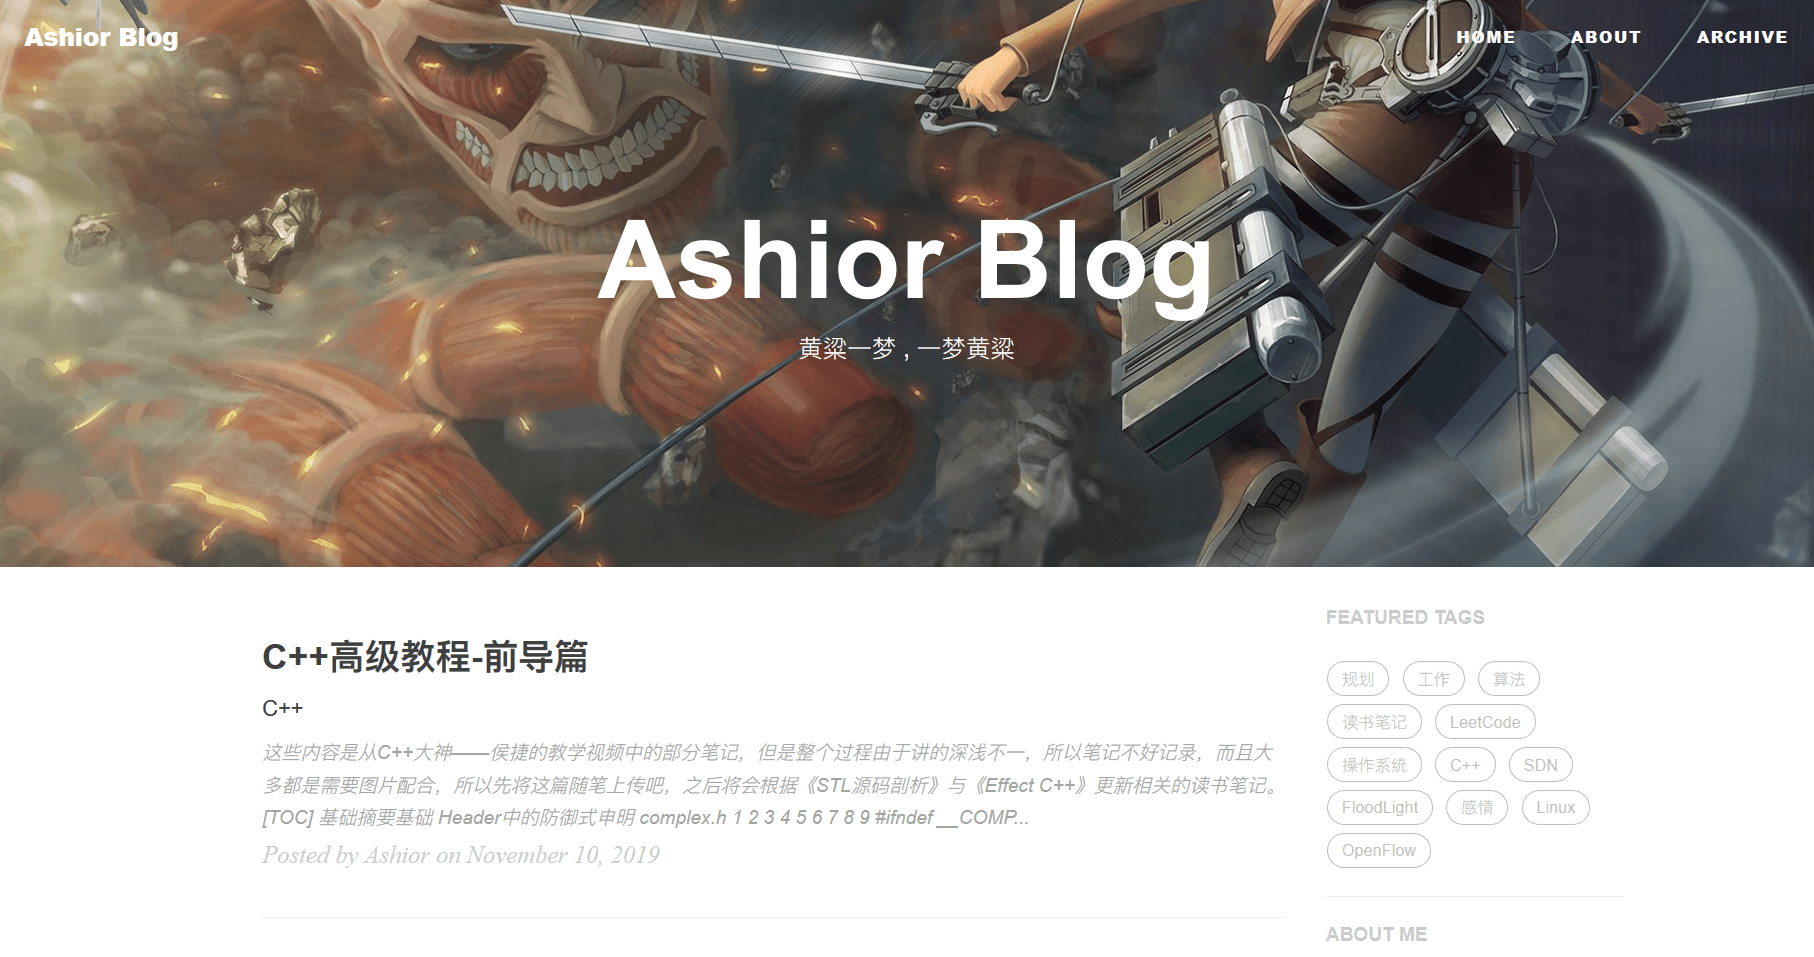 Ashior Blog
HOME
ABOUT
ARCHIVE
Ashior Blog
黄粱一梦 , 一梦黄粱
C++高级教程-前导篇
C++
这些内容是从C++大神——侯捷的教学视频中的部分笔记，但是整个过程由于讲的深浅不一，所以笔记不好记录，而且大
多都是需要图片配合，所以先将这篇随笔上传吧，之后将会根据《STL源码剖析》与《Effect C++》更新相关的读书笔记。
[TOC] 基础摘要基础 Header中的防御式申明 complex.h 1 2 3 4 5 6 7 8 9 #ifndef __COMP...
Posted by Ashior on November 10, 2019
FEATURED TAGS
规划 工作 算法
读书笔记 LeetCode
操作系统 C++ SDN
FloodLight 感情 Linux
OpenFlow
ABOUT ME